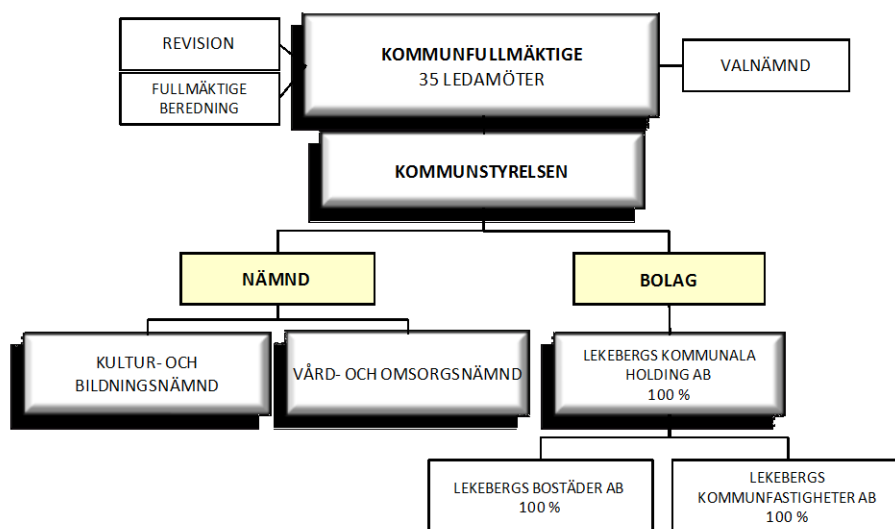 REVISION
FULLMÄKTIGE
BEREDNING
KOMMUNFULLMÄKTIGE
35 LEDAMÖTER
VALNÄMND
KOMMUNSTYRELSEN
NÄMND
BOLAG
KULTUR- OCH
BILDNINGSNÄMND
VÅRD- OCH OMSORGSNÄMND
LEKEBERGS KOMMUNALA
HOLDING AB
100 %
LEKEBERGS BOSTÄDER AB
100 %
LEKEBERGS
KOMMUNFASTIGHETER AB
100 %